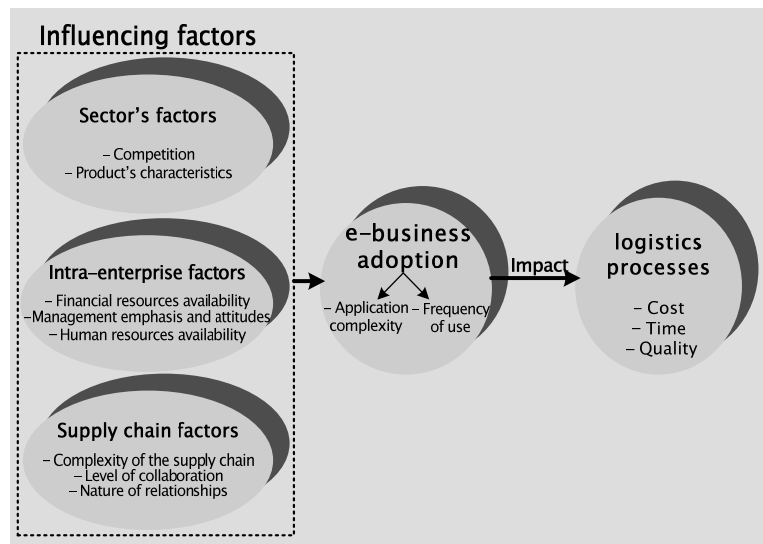 Influencing factors
Sector's factors
– Competition
– Product's characteristics
Intra-enterprise factors
– Financial resources availability
–Management emphasis and attitudes
– Human resources availability
Supply chain factors
– Complexity of the supply chain
– Level of collaboration
– Nature of relationships
e-business
adoption
– Application
complexity
– Frequency
of use
Impact
logistics
processes
– Cost
– Time
– Quality